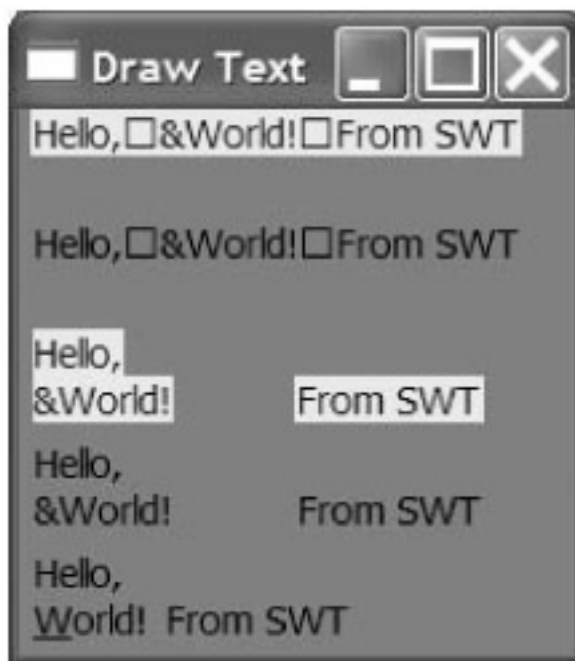 Draw Text
Hello,□&World!□From SWT
Hello,□&World!□From SWT
Hello,
&World! From SWT
Hello,
&World! From SWT
Hello,
World! From SWT